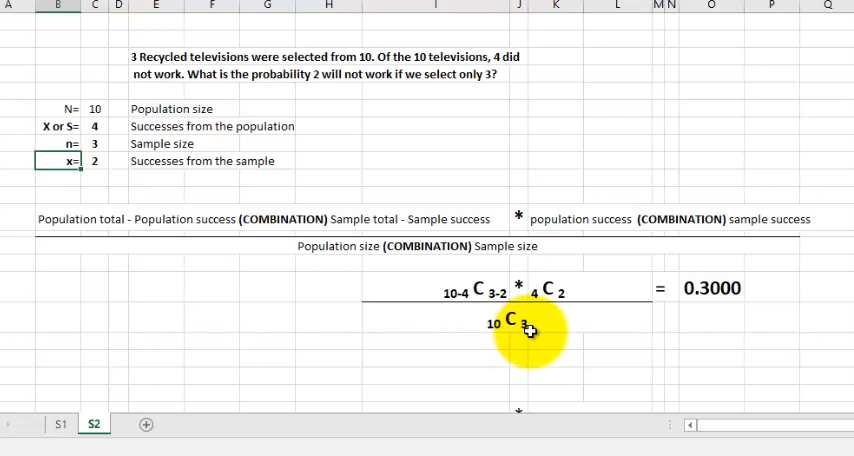 A B C D E F G H I J K L M N O P Q
3 Recycled televisions were selected from 10. Of the 10 televisions, 4 did
not work. What is the probability 2 will not work if we select only 3?
N= 10 Population size
X or S= 4 Successes from the population
n= 3 Sample size
x= 2 Successes from the sample
Population total - Population success (COMBINATION) Sample total - Sample success * population success (COMBINATION) sample success
Population size (COMBINATION) Sample size
10-4 C 3-2 * 4 C 2 = 0.3000
10 C 3
*
S1 S2